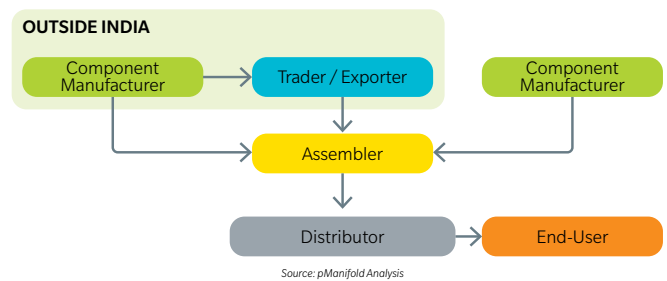 OUTSIDE INDIA
Component
Manufacturer
Trader / Exporter
Component
Manufacturer
Assembler
Distributor
End-User
Source: pManifold Analysis